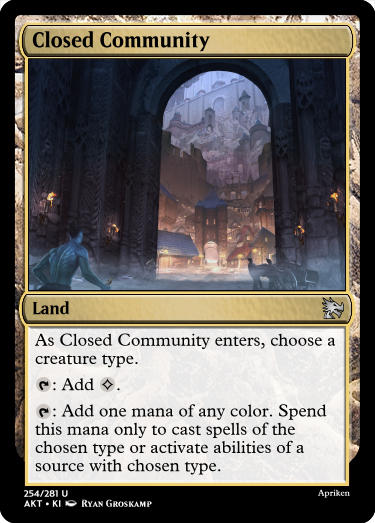 Closed Community
Land
As Closed Community enters, choose a
creature type.
: Add .
: Add one mana of any color. Spend
this mana only to cast spells of the
chosen type or activate abilities of a
source with chosen type.
254/281 U
Apriken
AKT • KI RYAN GROSKAMP